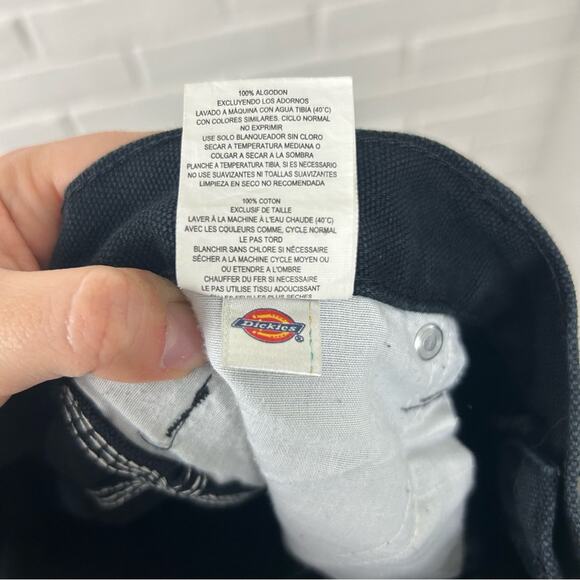 100% ALGODON
EXCLUYENDO LOS ADORNOS
LAVADO A MÁQUINA CON AGUA TIBIA (40˚C)
CON COLORES SIMILARES. CICLO NORMAL
NO EXPRIMIR
USE SOLO BLANQUEADOR SIN CLORO
SECAR A TEMPERATURA MEDIANA O
COLGAR A SECAR A LA SOMBRA
PLANCHE A TEMPERATURA TIBIA, SI ES NECESARIO
NO USE SUAVIZANTES NI TOALLAS SUAVIZANTES
LIMPIEZA EN SECO NO RECOMENDADA
100% COTON
EXCLUSIF DE TAILLE
LAVER À LA MACHINE À L'EAU CHAUDE (40˚C)
AVEC LES COULEURS COMME, CYCLE NORMAL
LE PAS TORD
BLANCHIR SANS CHLORE SI NÉCESSAIRE
SÉCHER A LA MACHINE CYCLE MOYEN OU
OU ETENDRE A L'OMBRE
CHAUFFER DU FER SI NECESSAIRE
LE PAS UTILISE TISSU ADOUCISSANT
Dickies